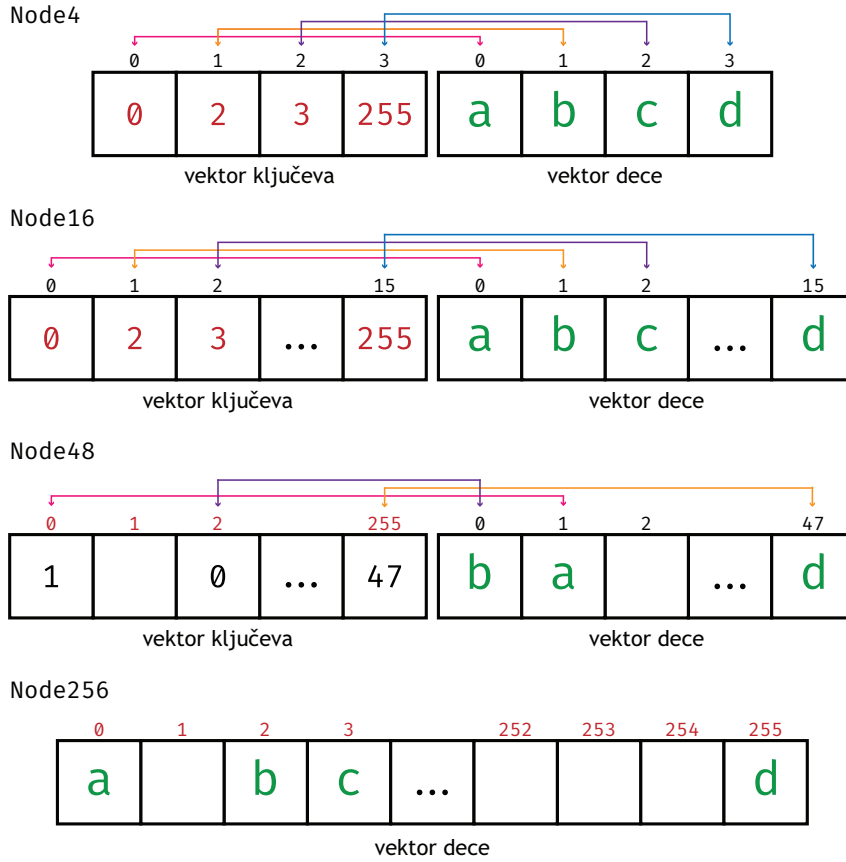 Node4
0 1 2 3 0 1 2 3
0 2 3 255 a b c d
vektor ključeva vektor dece
Node16
0 1 2 15 0 1 2 15
0 2 3 ... 255 a b c ... d
vektor ključeva vektor dece
Node48
0 1 2 255 0 1 2 47
1 0 ... 47 b a ... d
vektor ključeva vektor dece
Node256
0 1 2 3 252 253 254 255
a b c ... d
vektor dece